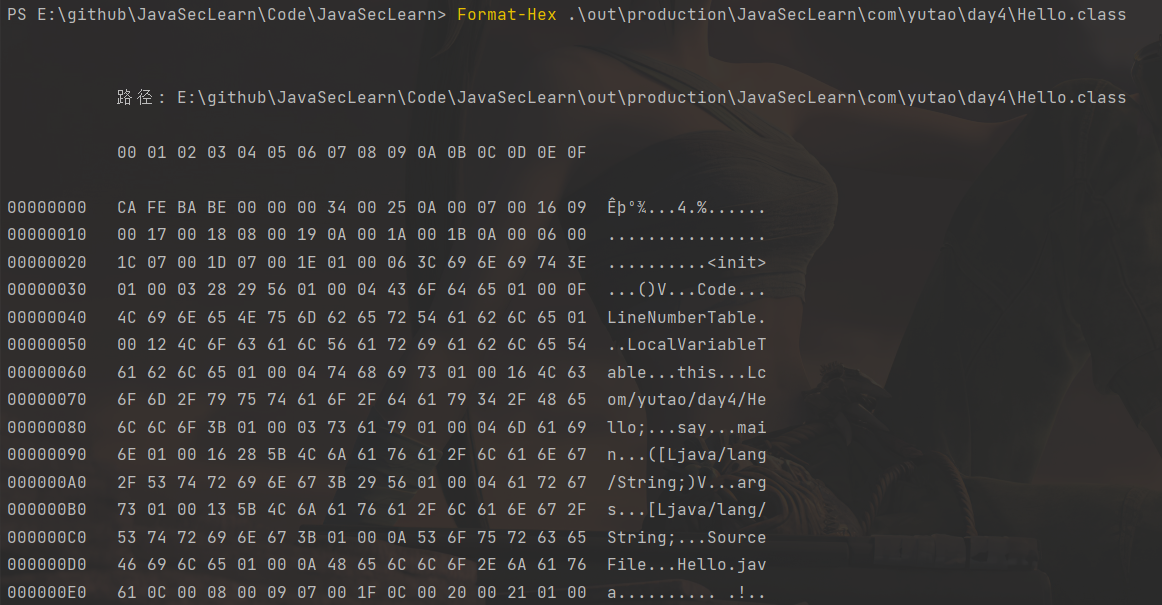 PS E:\github\JavaSecLearn\Code\JavaSecLearn> Format-Hex .\out\production\JavaSecLearn\com\yutao\day4\Hello.class
路径: E:\github\JavaSecLearn\Code\JavaSecLearn\out\production\JavaSecLearn\com\yutao\day4\Hello.class
00 01 02 03 04 05 06 07 08 09 0A 0B 0C 0D 0E 0F
00000000 CA FE BA BE 00 00 00 34 00 25 0A 00 07 00 16 09 Êþº¾...4.%......
00000010 00 17 00 18 08 00 19 0A 00 1A 00 1B 0A 00 06 00 ................
00000020 1C 07 00 1D 07 00 1E 01 00 06 3C 69 6E 69 74 3E ..........<init>
00000030 01 00 03 28 29 56 01 00 04 43 6F 64 65 01 00 0F ...()V...Code...
00000040 4C 69 6E 65 4E 75 6D 62 65 72 54 61 62 6C 65 01 LineNumberTable.
00000050 00 12 4C 6F 63 61 6C 56 61 72 69 61 62 6C 65 54 ..LocalVariableT
00000060 61 62 6C 65 01 00 04 74 68 69 73 01 00 16 4C 63 able...this...Lc
00000070 6F 6D 2F 79 75 74 61 6F 2F 64 61 79 34 2F 48 65 om/yutao/day4/He
00000080 6C 6C 6F 3B 01 00 03 73 61 79 01 00 04 6D 61 69 llo;...say...mai
00000090 6E 01 00 16 28 5B 4C 6A 61 76 61 2F 6C 61 6E 67 n...([Ljava/lang
000000A0 2F 53 74 72 69 6E 67 3B 29 56 01 00 04 61 72 67 /String;)V...arg
000000B0 73 01 00 13 5B 4C 6A 61 76 61 2F 6C 61 6E 67 2F s...[Ljava/lang/
000000C0 53 74 72 69 6E 67 3B 01 00 0A 53 6F 75 72 63 65 String;...Source
000000D0 46 69 6C 65 01 00 0A 48 65 6C 6C 6F 2E 6A 61 76 File...Hello.jav
000000E0 61 0C 00 08 00 09 07 00 1F 0C 00 20 00 21 01 00 a.......... .!..